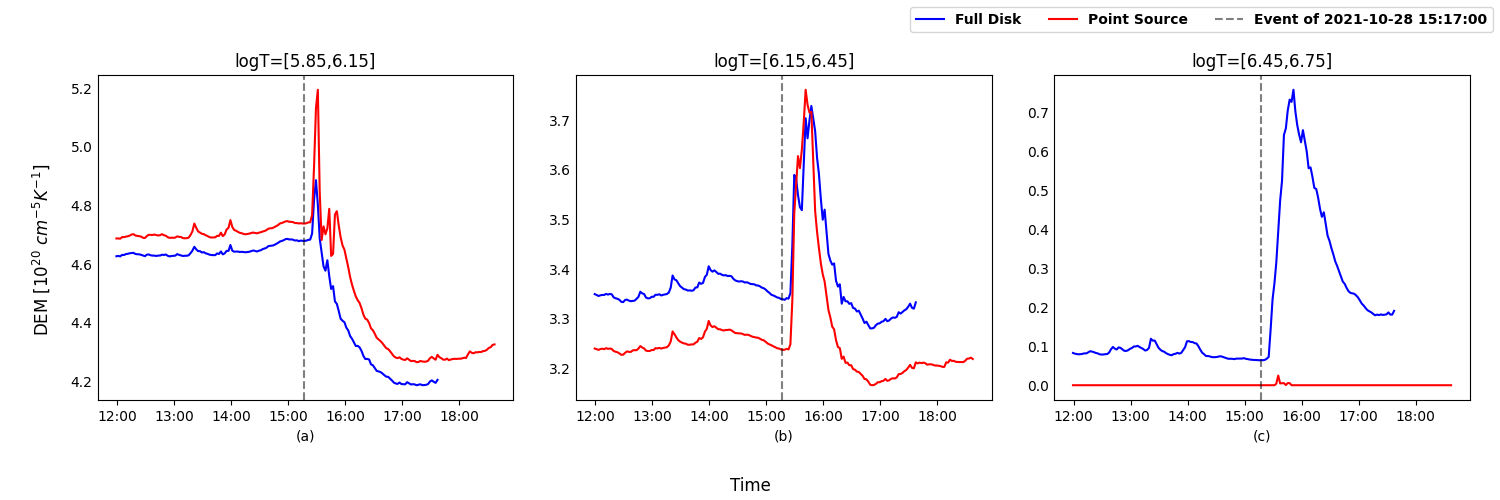 Full Disk Point Source Event of 2021-10-28 15:17:00
logT=[5.85,6.15] logT=[6.15,6.45] logT=[6.45,6.75]
DEM [10²⁰ cm⁻⁵K⁻¹]
5.2
5.0
4.8
4.6
4.4
4.2
12:00 13:00 14:00 15:00 16:00 17:00 18:00
(a)
3.7
3.6
3.5
3.4
3.3
3.2
12:00 13:00 14:00 15:00 16:00 17:00 18:00
(b)
0.7
0.6
0.5
0.4
0.3
0.2
0.1
0.0
12:00 13:00 14:00 15:00 16:00 17:00 18:00
(c)
Time